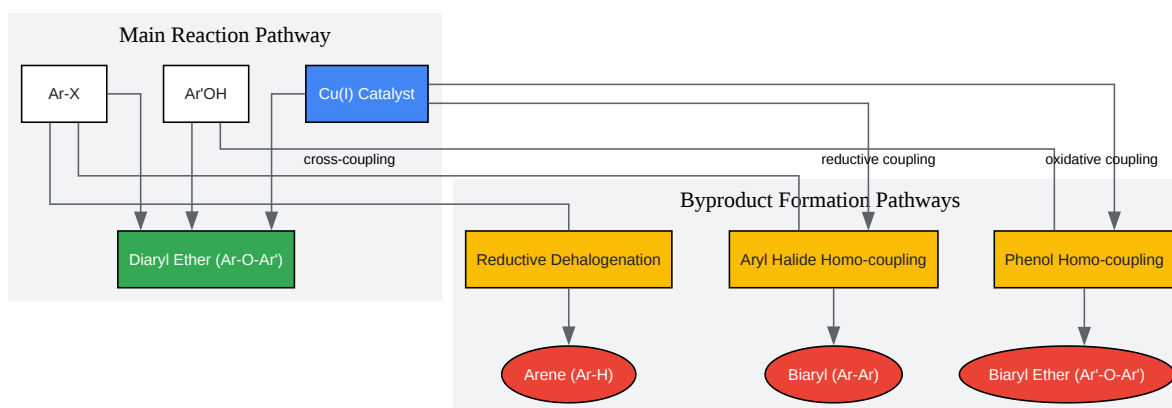 Main Reaction Pathway
Ar-X
Ar'OH
Cu(I) Catalyst
cross-coupling
reductive coupling
oxidative coupling
Byproduct Formation Pathways
Diaryl Ether (Ar-O-Ar')
Reductive Dehalogenation
Aryl Halide Homo-coupling
Phenol Homo-coupling
Arene (Ar-H)
Biaryl (Ar-Ar)
Biaryl Ether (Ar'-O-Ar')